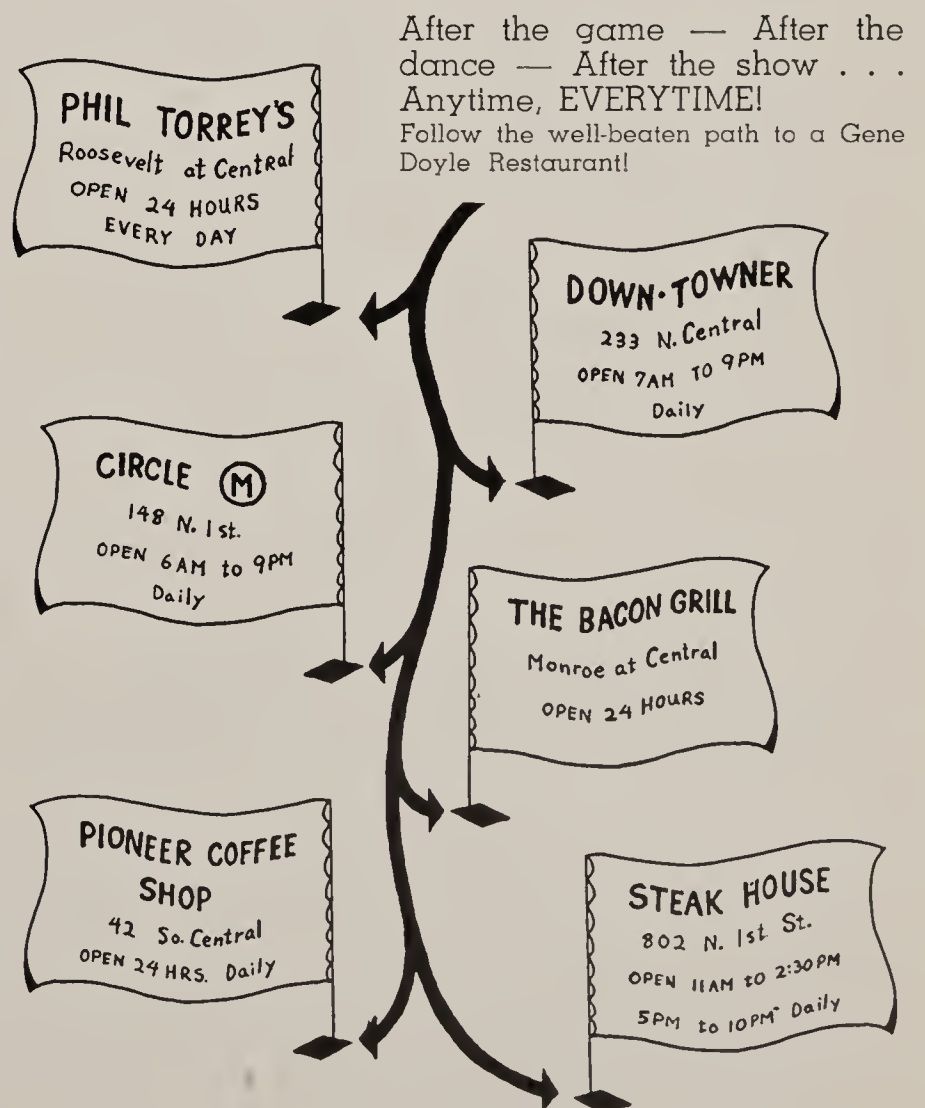 After the game — After the
dance — After the show . . .
Anytime, EVERYTIME!
Follow the well-beaten path to a Gene
Doyle Restaurant!
PHIL TORREY'S
Roosevelt at Central
OPEN 24 HOURS
EVERY DAY
DOWN·TOWNER
233 N. Central
OPEN 7AM TO 9PM
Daily
CIRCLE M
148 N. 1st.
OPEN 6AM to 9PM
Daily
THE BACON GRILL
Monroe at Central
OPEN 24 HOURS
PIONEER COFFEE
SHOP
42 So. Central
OPEN 24 HRS. Daily
STEAK HOUSE
802 N. 1st St.
OPEN 11AM to 2:30PM
5PM to 10PM Daily